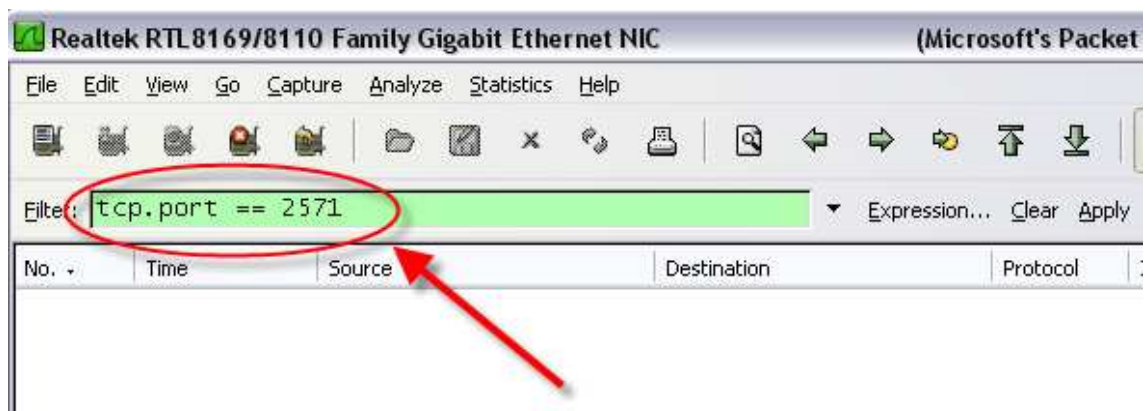 Realtek RTL8169/8110 Family Gigabit Ethernet NIC (Microsoft's Packet
File Edit View Go Capture Analyze Statistics Help
Filter: tcp.port == 2571 Expression... Clear Apply
No. Time Source Destination Protocol